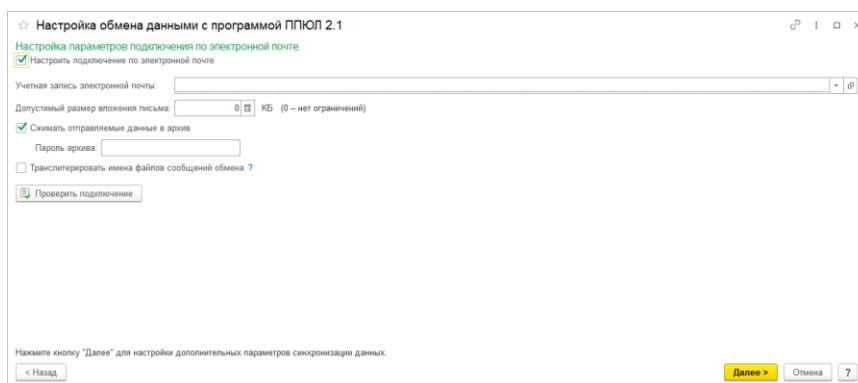 Настройка обмена данными с программой ППЮЛ 2.1
Настройка параметров подключения по электронной почте
Настроить подключение по электронной почте
Учетная запись электронной почты:
Допустимый размер вложения письма: 0 КБ (0 – нет ограничений)
Сжимать отправляемые данные в архив
Пароль архива:
Транслитерировать имена файлов сообщений обмена ?
Проверить подключение
Нажмите кнопку "Далее" для настройки дополнительных параметров синхронизации данных.
< Назад Далее > Отмена ?